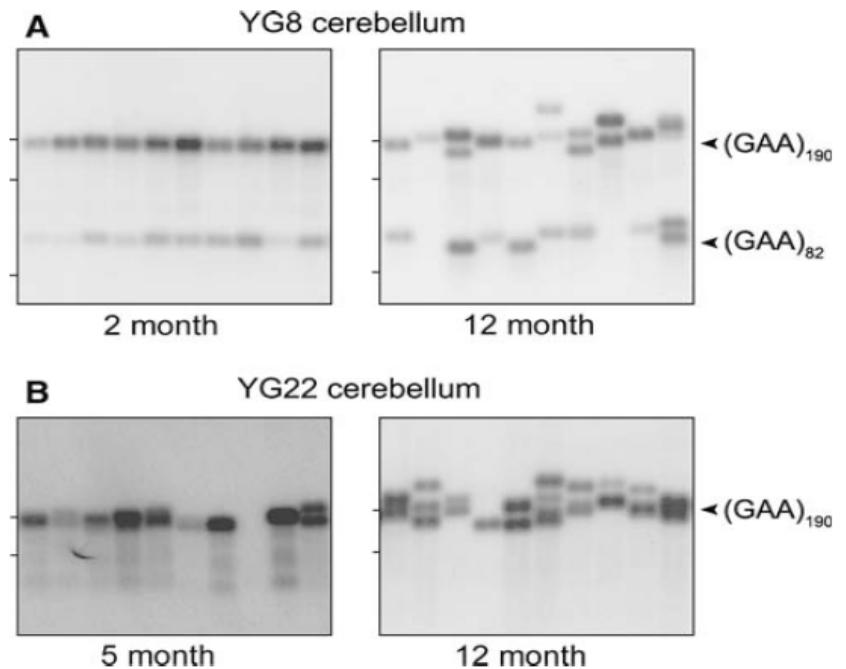 A YG8 cerebellum
(GAA)190
(GAA)82
2 month 12 month
B YG22 cerebellum
(GAA)190
5 month 12 month